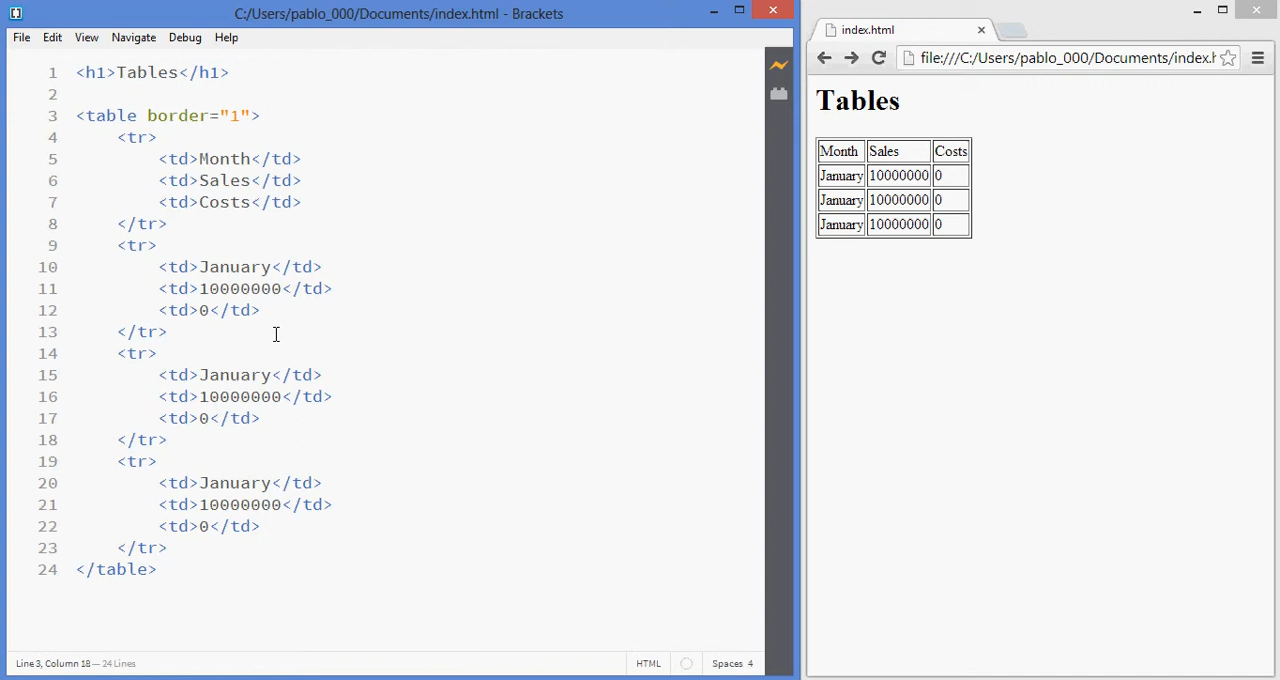 C:/Users/pablo_000/Documents/index.html - Brackets
File Edit View Navigate Debug Help
1 <h1>Tables</h1>
2
3 <table border="1">
4 <tr>
5 <td>Month</td>
6 <td>Sales</td>
7 <td>Costs</td>
8 </tr>
9 <tr>
10 <td>January</td>
11 <td>10000000</td>
12 <td>0</td>
13 </tr>
14 <tr>
15 <td>January</td>
16 <td>10000000</td>
17 <td>0</td>
18 </tr>
19 <tr>
20 <td>January</td>
21 <td>10000000</td>
22 <td>0</td>
23 </tr>
24 </table>
Line 3, Column 18 — 24 Lines
HTML
Spaces 4
index.html
file:///C:/Users/pablo_000/Documents/index.h
Tables
Month Sales Costs
January 10000000 0
January 10000000 0
January 10000000 0